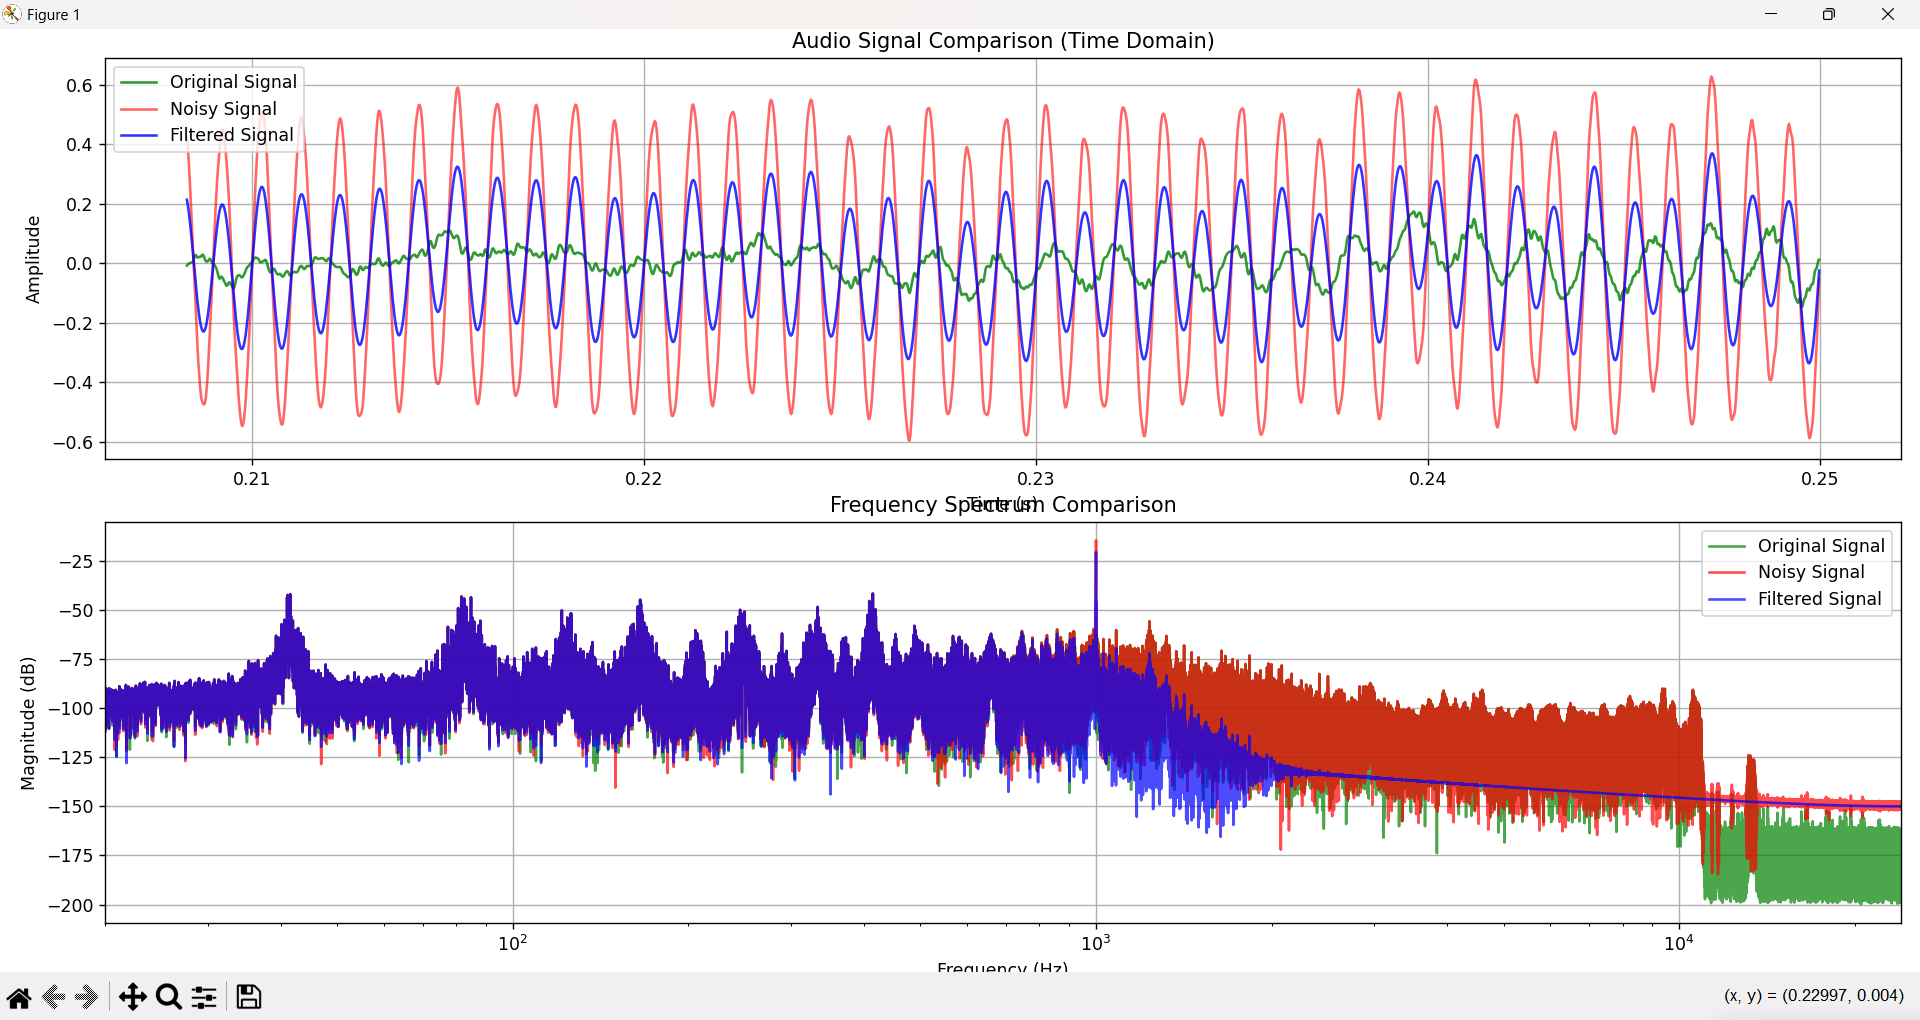 Figure 1
Audio Signal Comparison (Time Domain)
Original Signal
Noisy Signal
Filtered Signal
Amplitude
0.6
0.4
0.2
0.0
−0.2
−0.4
−0.6
0.21 0.22 0.23 0.24 0.25
Time (s)
Frequency Spectrum Comparison
Original Signal
Noisy Signal
Filtered Signal
Magnitude (dB)
−25
−50
−75
−100
−125
−150
−175
−200
10² 10³ 10⁴
Frequency (Hz)
(x, y) = (0.22997, 0.004)